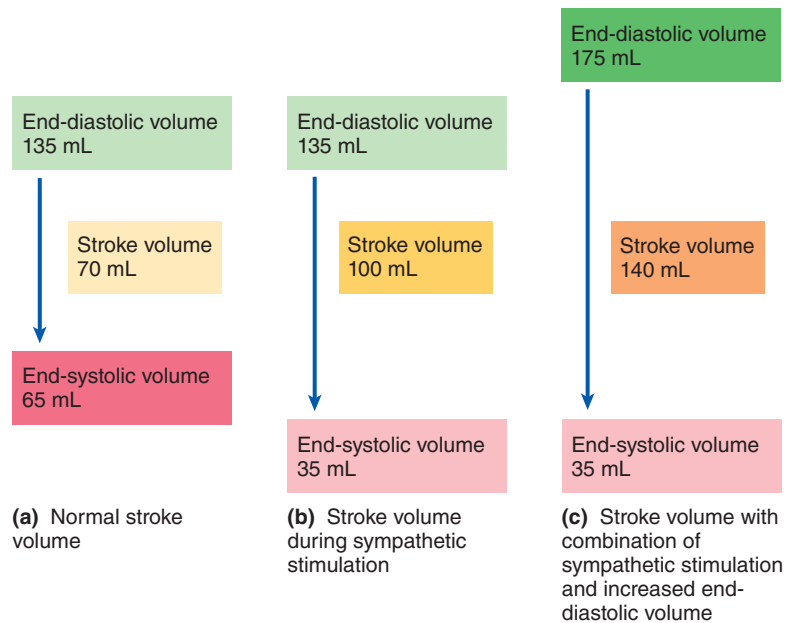 End-diastolic volume
135 mL
Stroke volume
70 mL
End-systolic volume
65 mL
(a) Normal stroke
volume
End-diastolic volume
135 mL
Stroke volume
100 mL
End-systolic volume
35 mL
(b) Stroke volume
during sympathetic
stimulation
End-diastolic volume
175 mL
Stroke volume
140 mL
End-systolic volume
35 mL
(c) Stroke volume with
combination of
sympathetic stimulation
and increased end-
diastolic volume